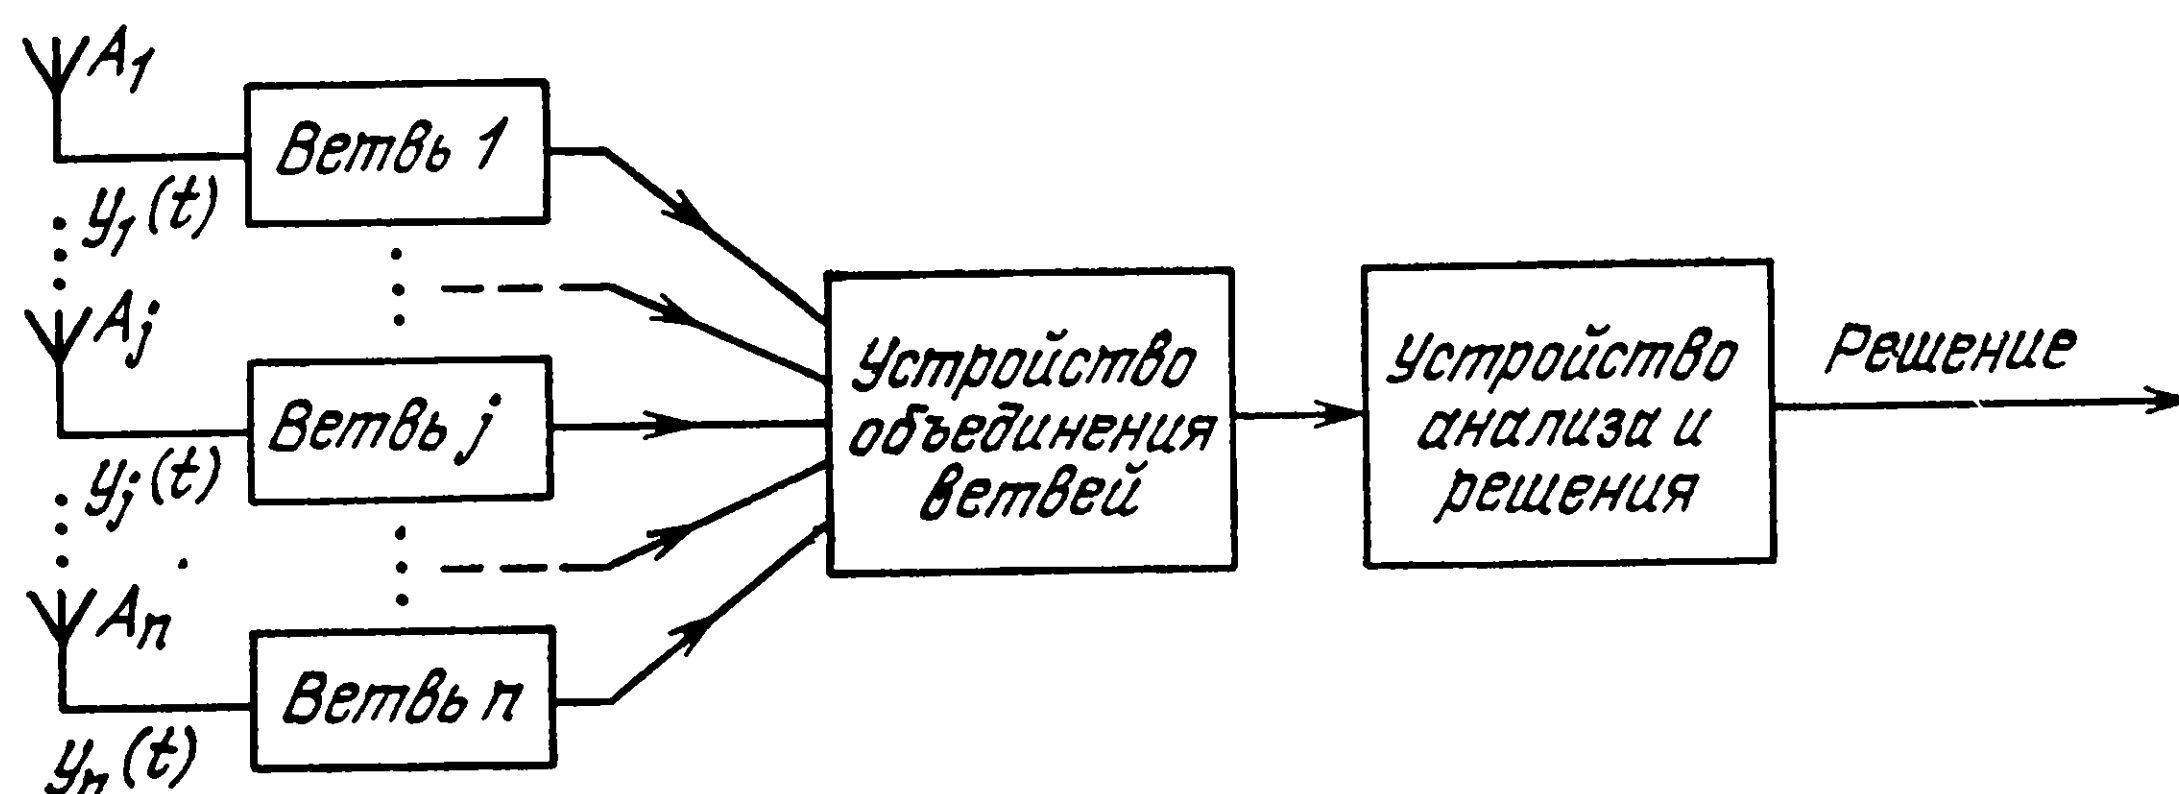 A₁
Ветвь 1
y₁(t)
Aⱼ
Ветвь j
yⱼ(t)
Aₙ
Ветвь n
yₙ(t)
Устройство
объединения
ветвей
Устройство
анализа и
решения
Решение